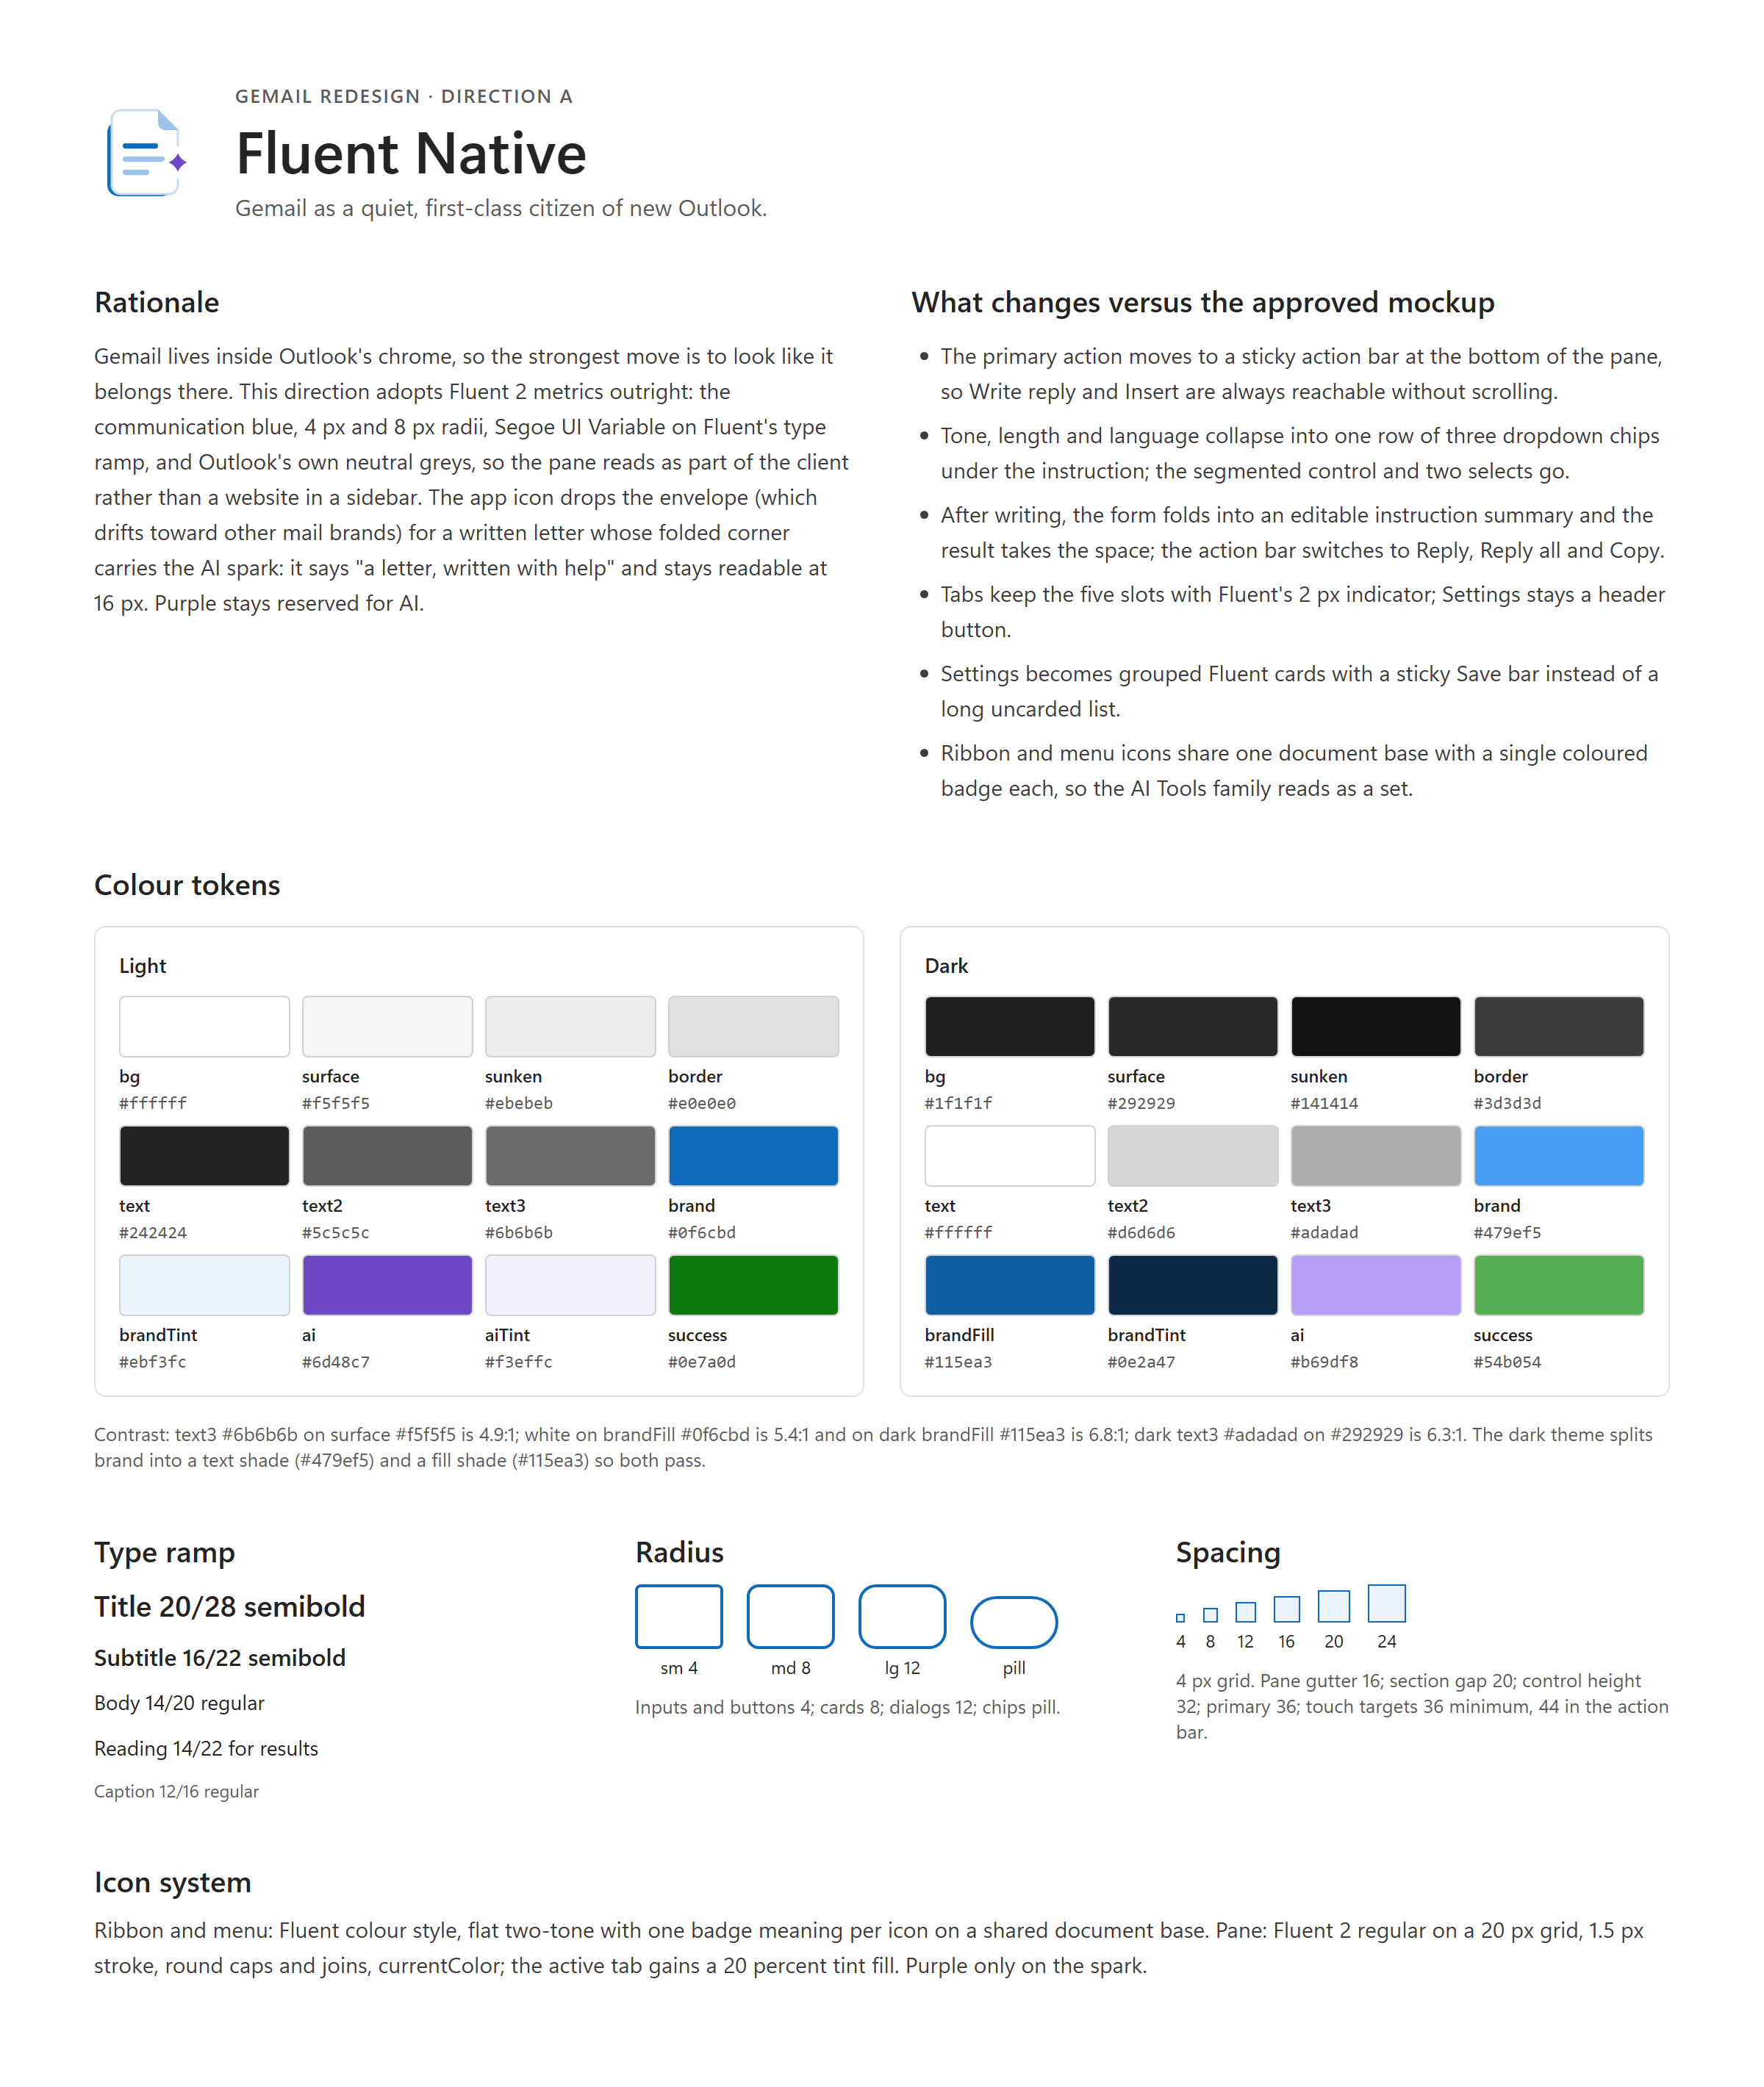 GEMAIL REDESIGN · DIRECTION A
Fluent Native
Gemail as a quiet, first-class citizen of new Outlook.
Rationale
Gemail lives inside Outlook's chrome, so the strongest move is to look like it
belongs there. This direction adopts Fluent 2 metrics outright: the
communication blue, 4 px and 8 px radii, Segoe UI Variable on Fluent's type
ramp, and Outlook's own neutral greys, so the pane reads as part of the client
rather than a website in a sidebar. The app icon drops the envelope (which
drifts toward other mail brands) for a written letter whose folded corner
carries the AI spark: it says "a letter, written with help" and stays readable at
16 px. Purple stays reserved for AI.
What changes versus the approved mockup
• The primary action moves to a sticky action bar at the bottom of the pane,
so Write reply and Insert are always reachable without scrolling.
• Tone, length and language collapse into one row of three dropdown chips
under the instruction; the segmented control and two selects go.
• After writing, the form folds into an editable instruction summary and the
result takes the space; the action bar switches to Reply, Reply all and Copy.
• Tabs keep the five slots with Fluent's 2 px indicator; Settings stays a header
button.
• Settings becomes grouped Fluent cards with a sticky Save bar instead of a
long uncarded list.
• Ribbon and menu icons share one document base with a single coloured
badge each, so the AI Tools family reads as a set.
Colour tokens
Light
bg surface sunken border
#ffffff #f5f5f5 #ebebeb #e0e0e0
text text2 text3 brand
#242424 #5c5c5c #6b6b6b #0f6cbd
brandTint ai aiTint success
#ebf3fc #6d48c7 #f3effc #0e7a0d
Dark
bg surface sunken border
#1f1f1f #292929 #141414 #3d3d3d
text text2 text3 brand
#ffffff #d6d6d6 #adadad #479ef5
brandFill brandTint ai success
#115ea3 #0e2a47 #b69df8 #54b054
Contrast: text3 #6b6b6b on surface #f5f5f5 is 4.9:1; white on brandFill #0f6cbd is 5.4:1 and on dark brandFill #115ea3 is 6.8:1; dark text3 #adadad on #292929 is 6.3:1. The dark theme splits
brand into a text shade (#479ef5) and a fill shade (#115ea3) so both pass.
Type ramp
Title 20/28 semibold
Subtitle 16/22 semibold
Body 14/20 regular
Reading 14/22 for results
Caption 12/16 regular
Radius
sm 4 md 8 lg 12 pill
Inputs and buttons 4; cards 8; dialogs 12; chips pill.
Spacing
4 8 12 16 20 24
4 px grid. Pane gutter 16; section gap 20; control height
32; primary 36; touch targets 36 minimum, 44 in the action
bar.
Icon system
Ribbon and menu: Fluent colour style, flat two-tone with one badge meaning per icon on a shared document base. Pane: Fluent 2 regular on a 20 px grid, 1.5 px
stroke, round caps and joins, currentColor; the active tab gains a 20 percent tint fill. Purple only on the spark.